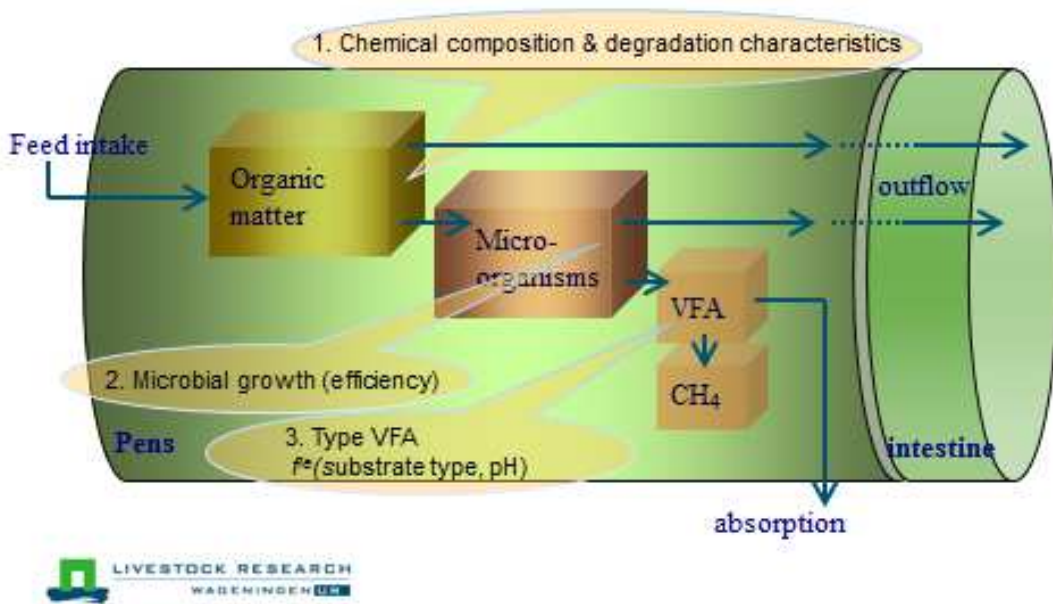 1. Chemical composition & degradation characteristics
Feed intake
Organic
matter
outflow
Micro-
organisms
VFA
2. Microbial growth (efficiency)
CH4
3. Type VFA
fie(substrate type, pH)
Pens
intestine
absorption
LIVESTOCK RESEARCH
WAGENINGEN UR